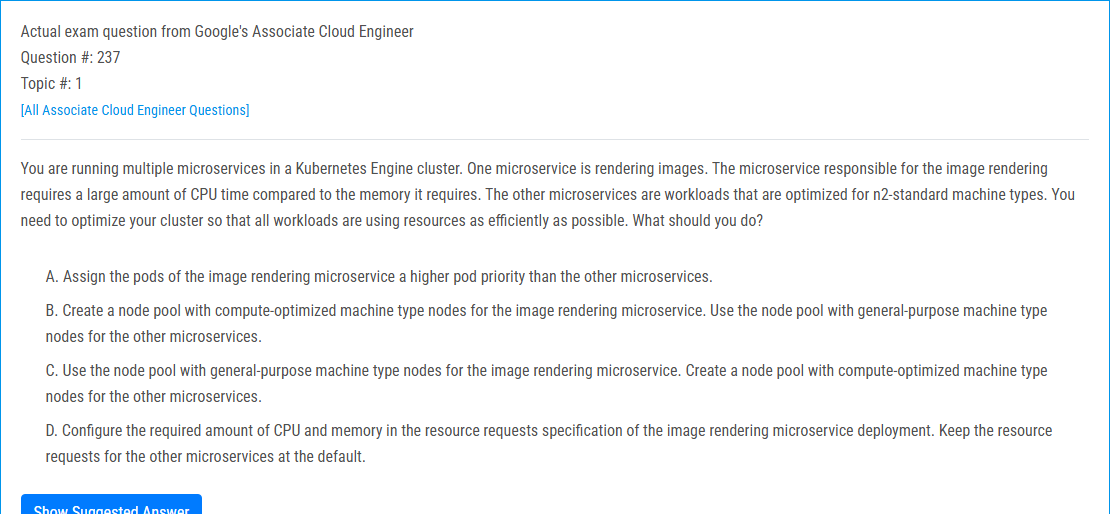 Actual exam question from Google's Associate Cloud Engineer
Question #: 237
Topic #: 1
[All Associate Cloud Engineer Questions]
You are running multiple microservices in a Kubernetes Engine cluster. One microservice is rendering images. The microservice responsible for the image rendering
requires a large amount of CPU time compared to the memory it requires. The other microservices are workloads that are optimized for n2-standard machine types. You
need to optimize your cluster so that all workloads are using resources as efficiently as possible. What should you do?
A. Assign the pods of the image rendering microservice a higher pod priority than the other microservices.
B. Create a node pool with compute-optimized machine type nodes for the image rendering microservice. Use the node pool with general-purpose machine type
nodes for the other microservices.
C. Use the node pool with general-purpose machine type nodes for the image rendering microservice. Create a node pool with compute-optimized machine type
nodes for the other microservices.
D. Configure the required amount of CPU and memory in the resource requests specification of the image rendering microservice deployment. Keep the resource
requests for the other microservices at the default.
Show Suggested Answer